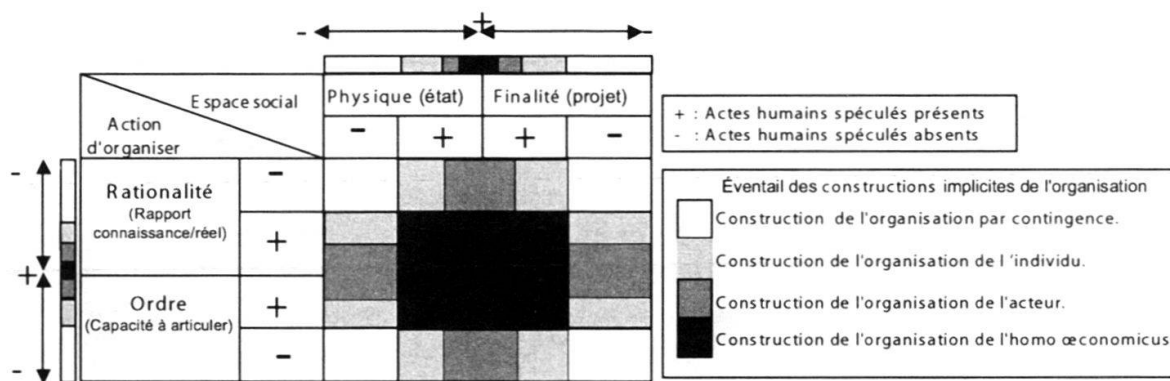 - + -
Espace social
Action
d'organiser
Physique (état)
Finalité (projet)
- + + -
+ : Actes humains spéculés présents
- : Actes humains spéculés absents
-
+
-
Rationalité
(Rapport
connaissance/réel)
-
+
Ordre
(Capacité à articuler)
+
-
Éventail des constructions implicites de l'organisation
Construction de l'organisation par contingence.
Construction de l'organisation de l'individu.
Construction de l'organisation de l'acteur.
Construction de l'organisation de l'homo œconomicus